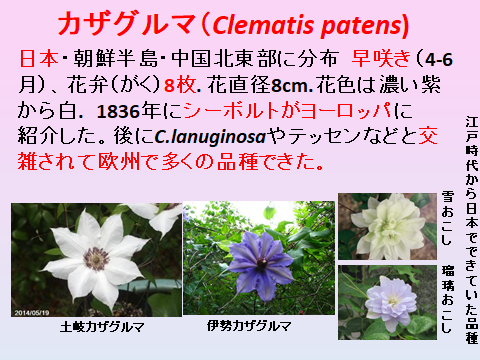 カザグルマ（Clematis patens)
日本・朝鮮半島・中国北東部に分布　早咲き（4-6
月）、花弁（がく）8枚. 花直径8cm.花色は濃い紫
から白.  1836年にシーボルトがヨーロッパに
紹介した。後にC.lanuginosaやテッセンなどと交
雑されて欧州で多くの品種できた。
江戸時代から日本でできていた品種
雪おこし
瑠璃おこし
2014/05/19
土岐カザグルマ
伊勢カザグルマ